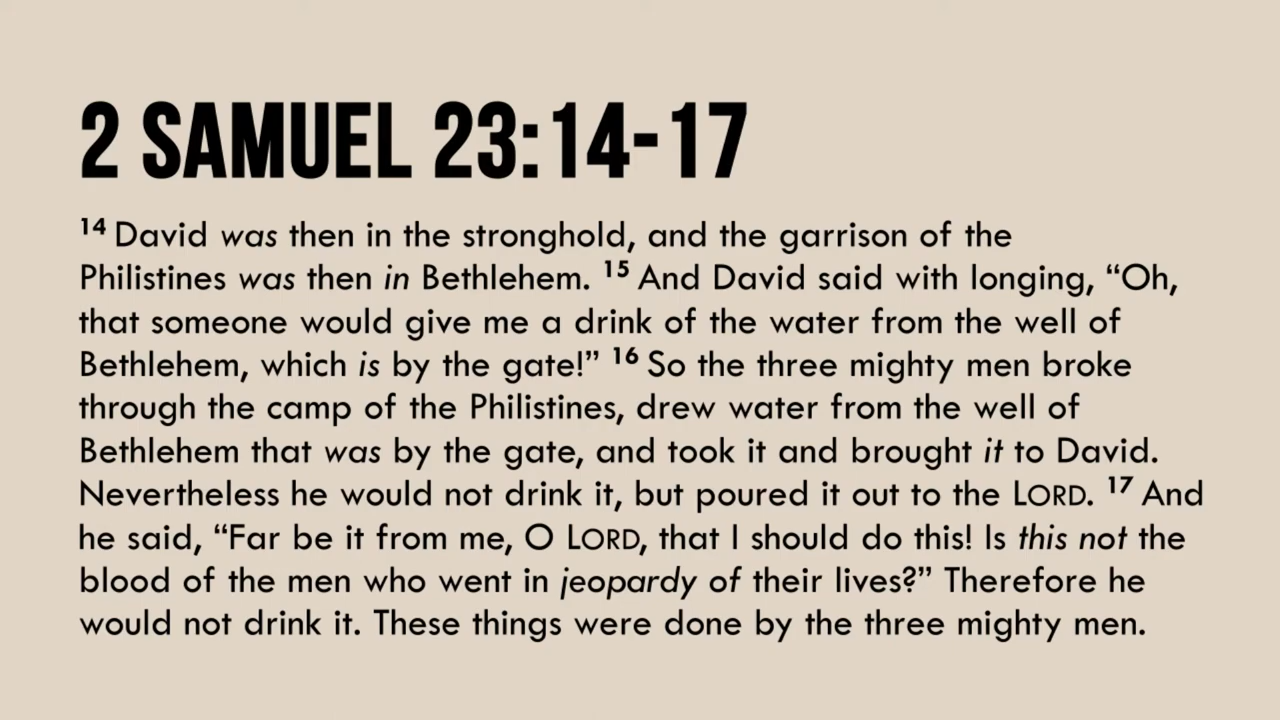 2 SAMUEL 23:14-17
14 David was then in the stronghold, and the garrison of the
Philistines was then in Bethlehem. 15 And David said with longing, “Oh,
that someone would give me a drink of the water from the well of
Bethlehem, which is by the gate!” 16 So the three mighty men broke
through the camp of the Philistines, drew water from the well of
Bethlehem that was by the gate, and took it and brought it to David.
Nevertheless he would not drink it, but poured it out to the LORD. 17 And
he said, “Far be it from me, O LORD, that I should do this! Is this not the
blood of the men who went in jeopardy of their lives?” Therefore he
would not drink it. These things were done by the three mighty men.